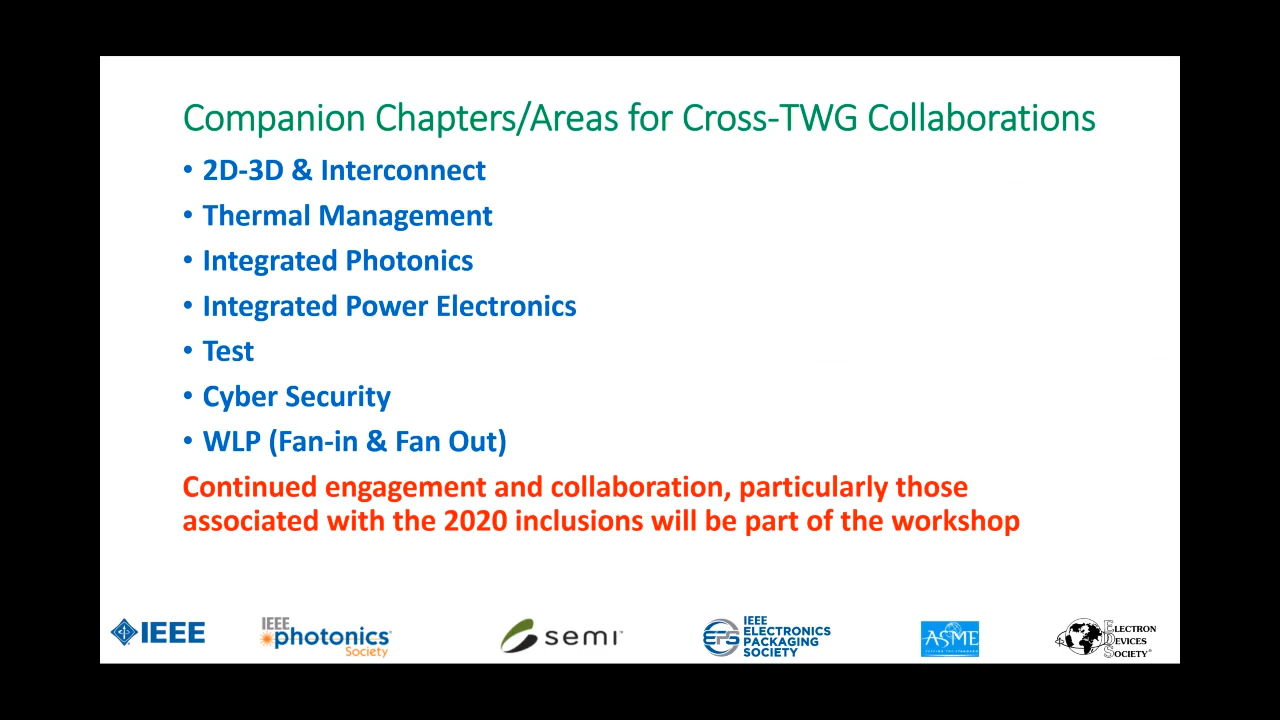 Companion Chapters/Areas for Cross-TWG Collaborations
• 2D-3D & Interconnect
• Thermal Management
• Integrated Photonics
• Integrated Power Electronics
• Test
• Cyber Security
• WLP (Fan-in & Fan Out)
Continued engagement and collaboration, particularly those
associated with the 2020 inclusions will be part of the workshop
IEEE
IEEE
photonics
Society
semi™
EPS
IEEE
ELECTRONICS
PACKAGING
SOCIETY
ASME
ELECTRON
DEVICES
SOCIETY®